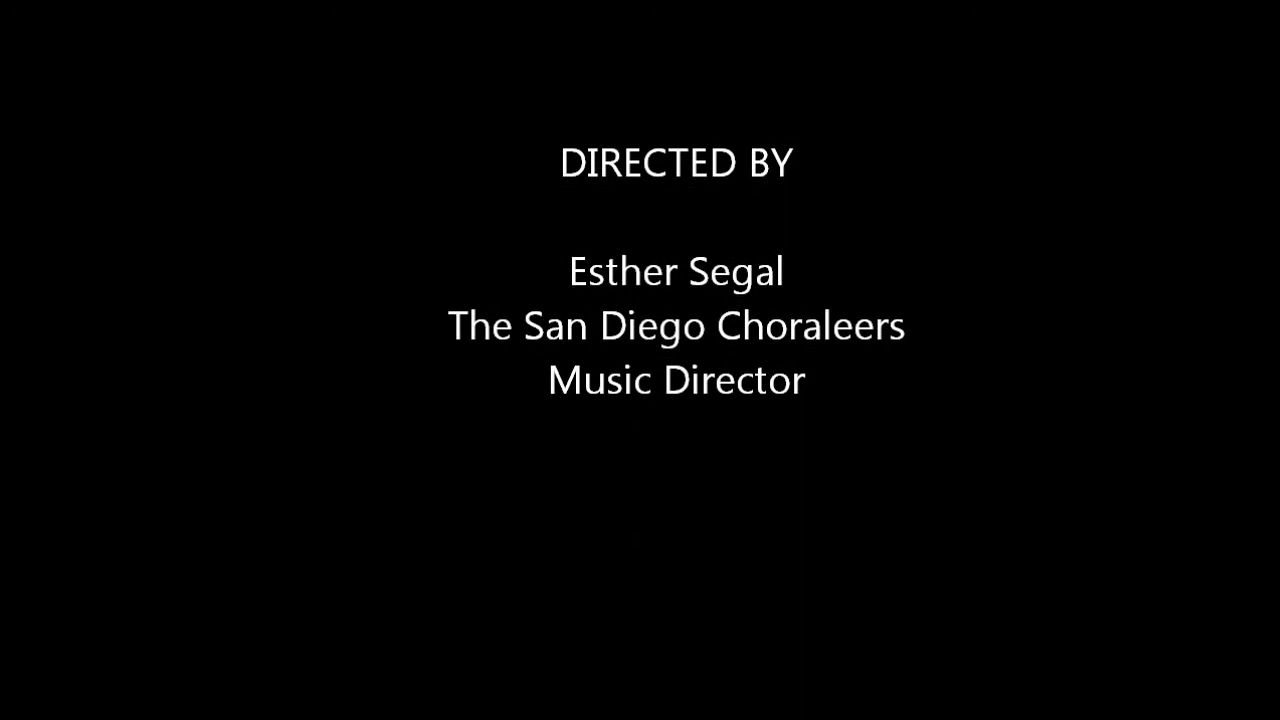 DIRECTED BY
Esther Segal
The San Diego Choraleers
Music Director